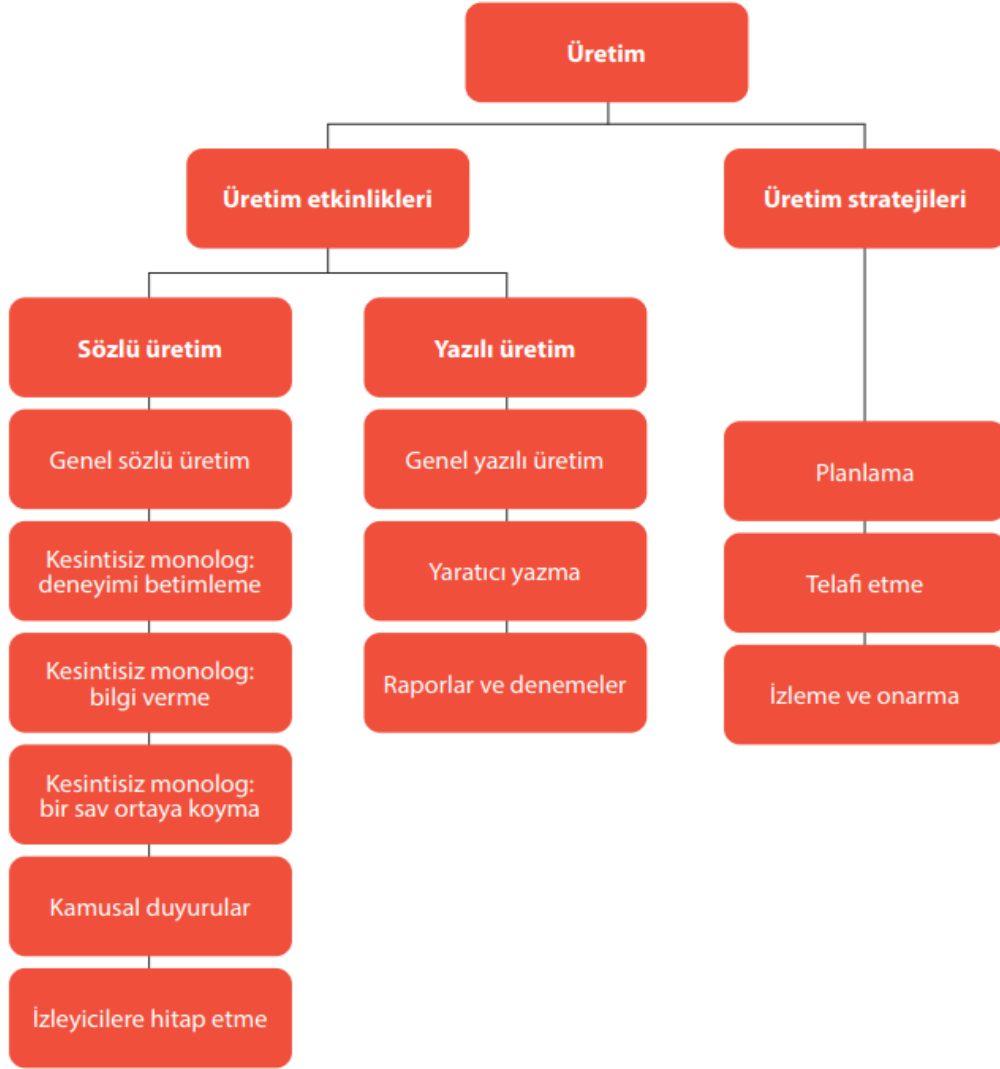 Üretim
Üretim etkinlikleri
Üretim stratejileri
Sözlü üretim
Yazılı üretim
Genel sözlü üretim
Kesintisiz monolog:
deneyimi betimleme
Kesintisiz monolog:
bilgi verme
Kesintisiz monolog:
bir sav ortaya koyma
Kamusal duyurular
İzleyicilere hitap etme
Genel yazılı üretim
Yaratıcı yazma
Raporlar ve denemeler
Planlama
Telafi etme
İzleme ve onarma